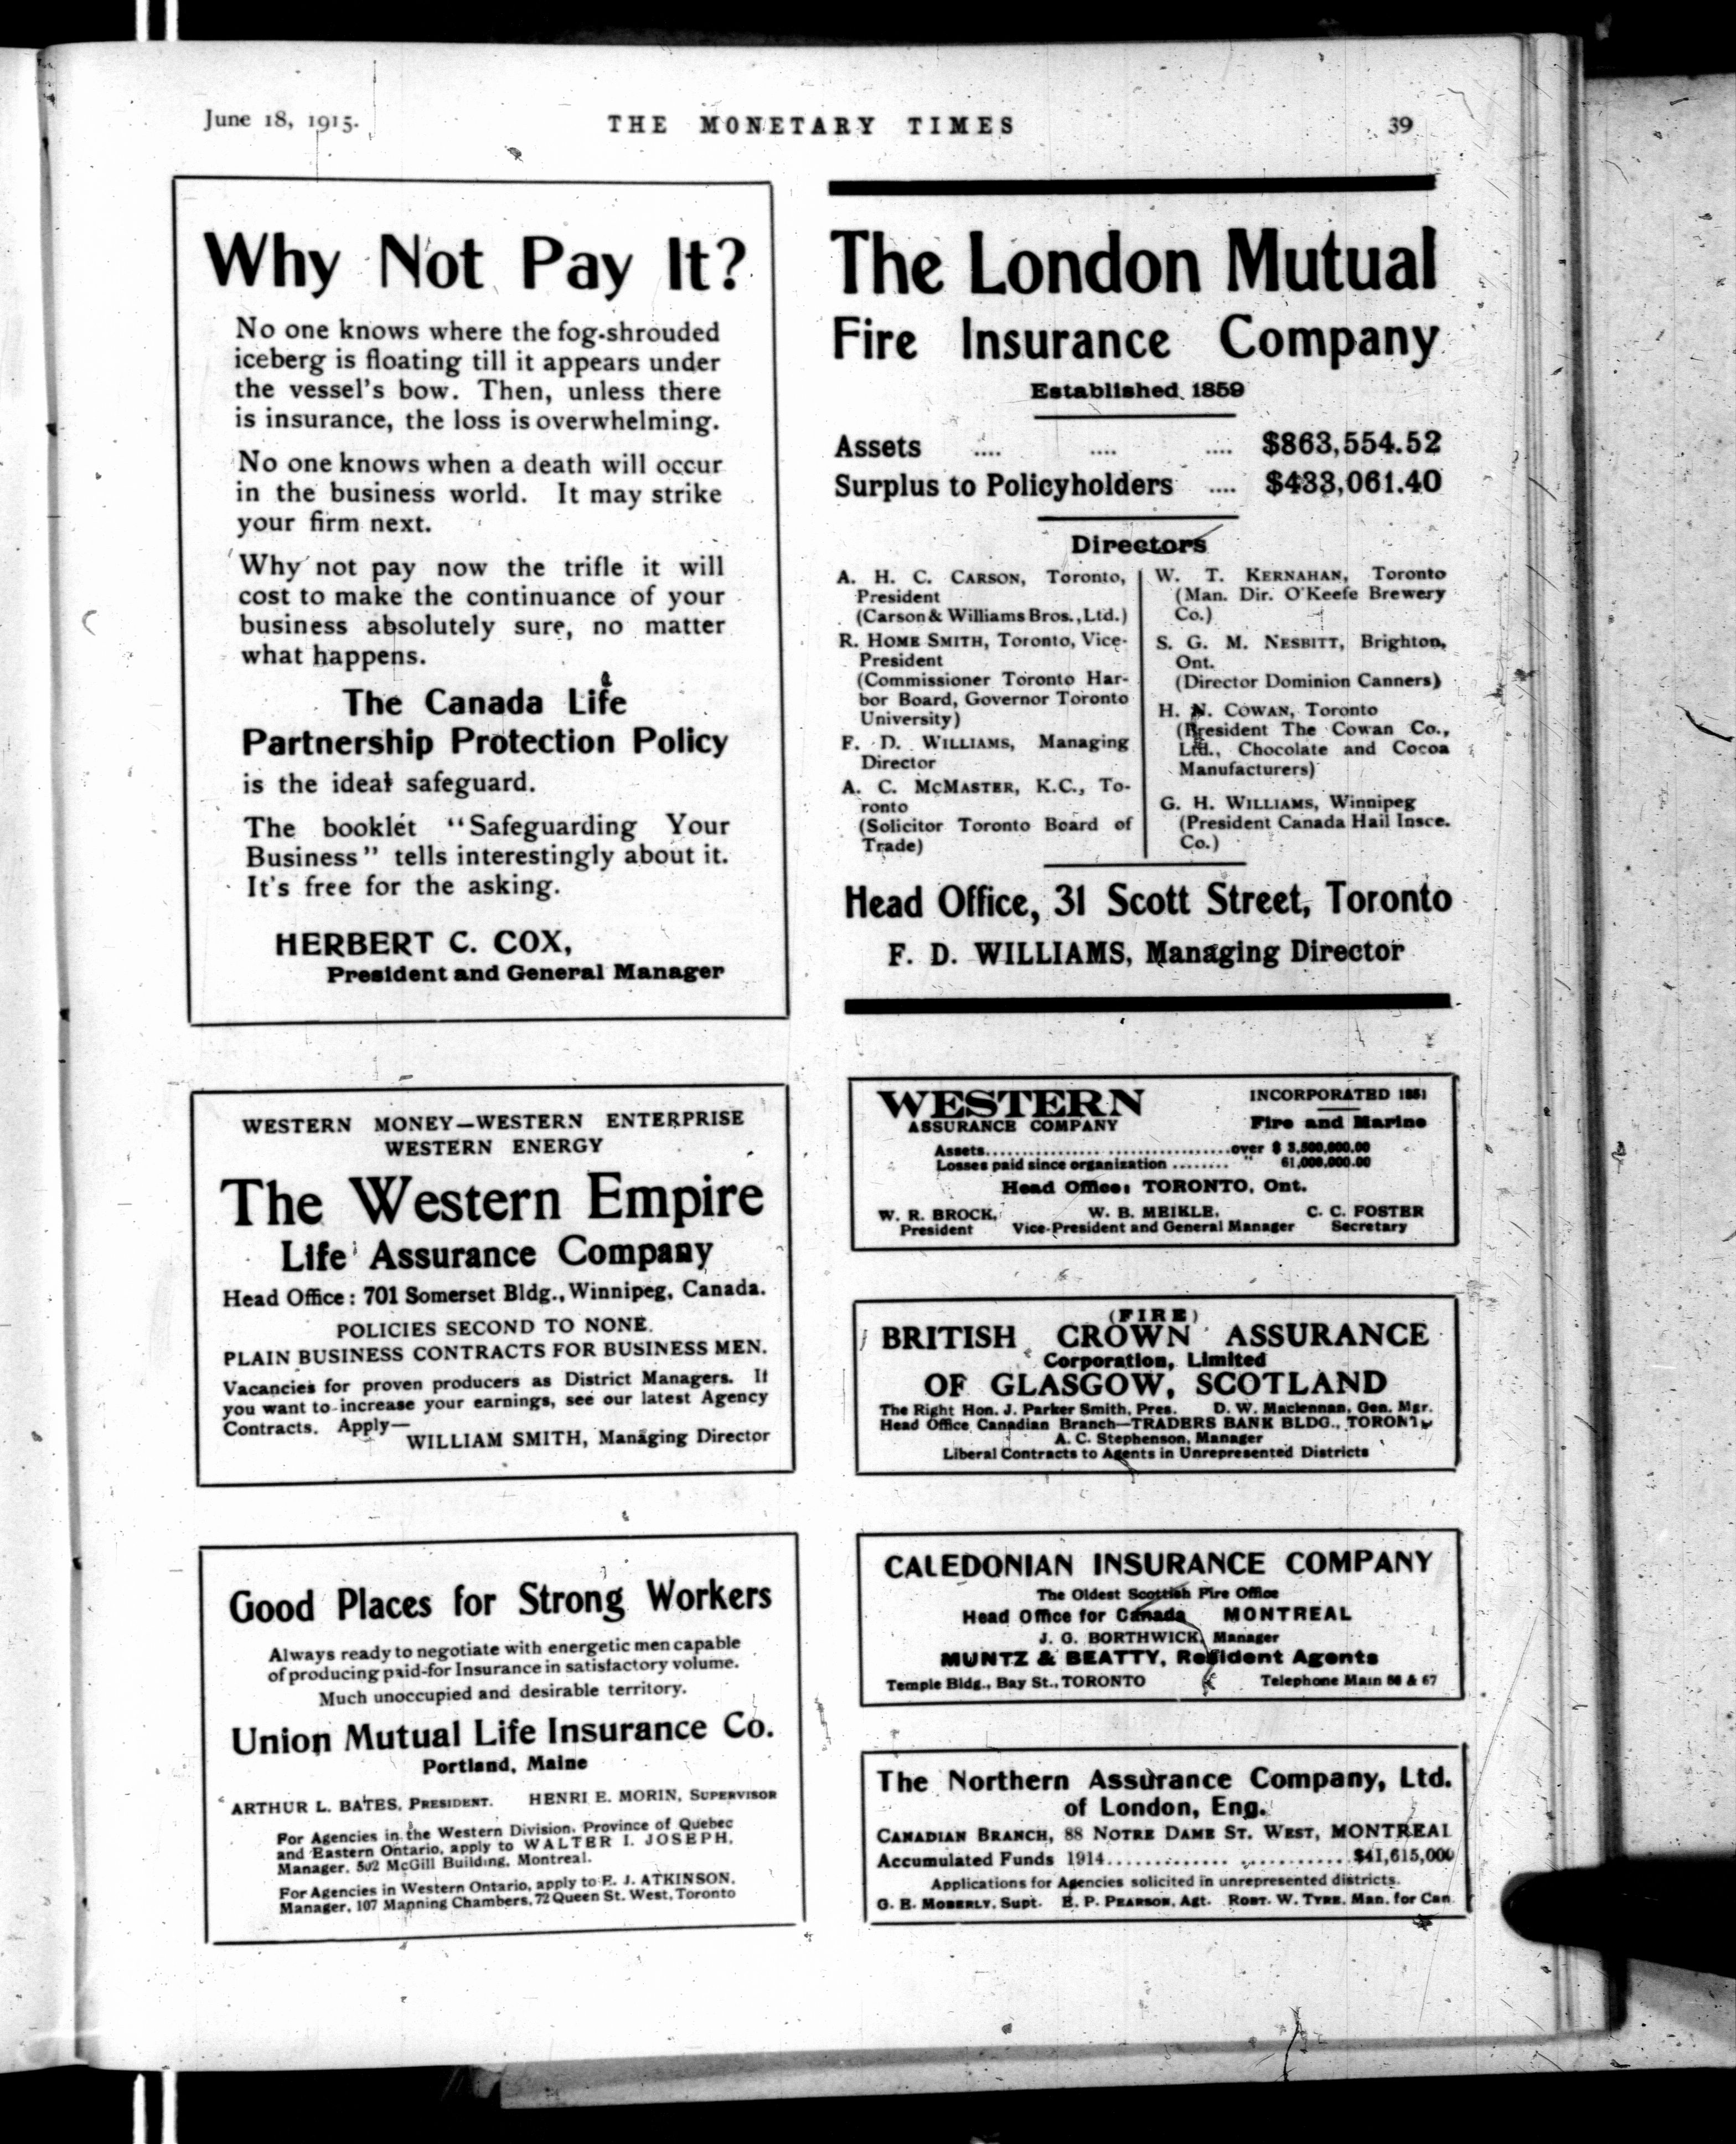 June 18, 1915.
THE MONETARY TIMES
39
Why Not Pay It?
No one knows where the fog-shrouded
iceberg is floating till it appears under
the vessel's bow. Then, unless there
is insurance, the loss is overwhelming.
No one knows when a death will occur
in the business world. It may strike
your firm next.
Why not pay now the trifle it will
cost to make the continuance of your
business absolutely sure, no matter
what happens.
The Canada Life
Partnership Protection Policy
is the ideal safeguard.
The booklet "Safeguarding Your
Business" tells interestingly about it.
It's free for the asking.
HERBERT C. COX,
President and General Manager
WESTERN MONEY—WESTERN ENTERPRISE
WESTERN ENERGY
The Western Empire
Life Assurance Company
Head Office: 701 Somerset Bldg., Winnipeg, Canada.
POLICIES SECOND TO NONE.
PLAIN BUSINESS CONTRACTS FOR BUSINESS MEN.
Vacancies for proven producers as District Managers. If
you want to increase your earnings, see our latest Agency
Contracts. Apply—
WILLIAM SMITH, Managing Director
Good Places for Strong Workers
Always ready to negotiate with energetic men capable
of producing paid-for Insurance in satisfactory volume.
Much unoccupied and desirable territory.
Union Mutual Life Insurance Co.
Portland, Maine
ARTHUR L. BATES, PRESIDENT. HENRI E. MORIN, SUPERVISOR
For Agencies in the Western Division, Province of Quebec
and Eastern Ontario, apply to WALTER I. JOSEPH,
Manager, 502 McGill Building, Montreal.
For Agencies in Western Ontario, apply to E. J. ATKINSON,
Manager, 107 Manning Chambers, 72 Queen St. West, Toronto
The London Mutual
Fire Insurance Company
Established 1859
Assets .... .... .... $863,554.52
Surplus to Policyholders .... $433,061.40
Directors
A. H. C. CARSON, Toronto,
President
(Carson & Williams Bros., Ltd.)
R. HOME SMITH, Toronto, Vice-
President
(Commissioner Toronto Har-
bor Board, Governor Toronto
University)
F. D. WILLIAMS, Managing
Director
A. C. MCMASTER, K.C., To-
ronto
(Solicitor Toronto Board of
Trade)
W. T. KERNAHAN, Toronto
(Man. Dir. O'Keefe Brewery
Co.)
S. G. M. NESBITT, Brighton,
Ont.
(Director Dominion Canners)
H. N. COWAN, Toronto
(President The Cowan Co.,
Ltd., Chocolate and Cocoa
Manufacturers)
G. H. WILLIAMS, Winnipeg
(President Canada Hail Insce.
Co.)
Head Office, 31 Scott Street, Toronto
F. D. WILLIAMS, Managing Director
WESTERN
ASSURANCE COMPANY
INCORPORATED 1851
Fire and Marine
Assets..............................over $ 3,500,000.00
Losses paid since organization ........ " 61,000,000.00
Head Office: TORONTO, Ont.
W. R. BROCK, W. B. MEIKLE, C. C. FOSTER
President Vice-President and General Manager Secretary
(FIRE)
BRITISH CROWN ASSURANCE
Corporation, Limited
OF GLASGOW, SCOTLAND
The Right Hon. J. Parker Smith, Pres. D. W. Maclennan, Gen. Mgr.
Head Office Canadian Branch—TRADERS BANK BLDG., TORONTO
A. C. Stephenson, Manager
Liberal Contracts to Agents in Unrepresented Districts
CALEDONIAN INSURANCE COMPANY
The Oldest Scottish Fire Office
Head Office for Canada MONTREAL
J. G. BORTHWICK, Manager
MUNTZ & BEATTY, Resident Agents
Temple Bldg., Bay St., TORONTO Telephone Main 66 & 67
The Northern Assurance Company, Ltd.
of London, Eng.
CANADIAN BRANCH, 88 NOTRE DAME ST. WEST, MONTREAL
Accumulated Funds 1914..........................$41,615,000
Applications for Agencies solicited in unrepresented districts.
G. E. MOBERLY, Supt. E. P. PEARSON, Agt. ROBT. W. TYRE, Man. for Can.